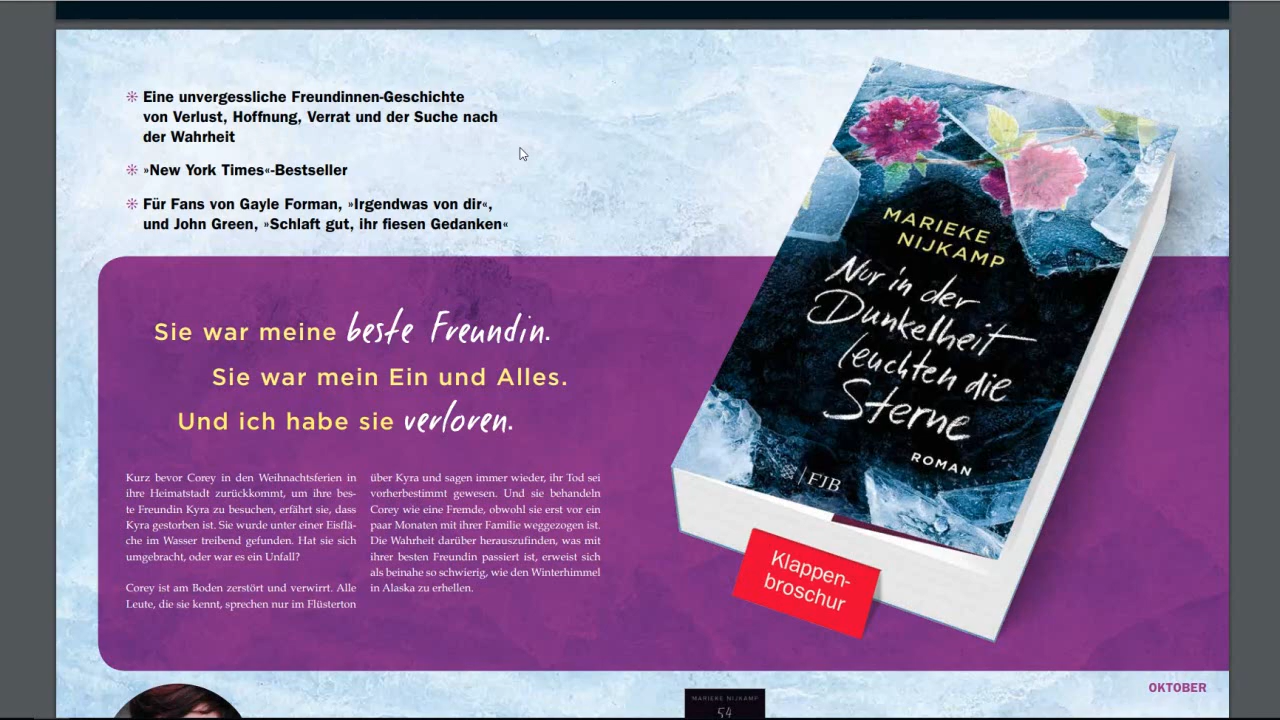 ❊ Eine unvergessliche Freundinnen-Geschichte
von Verlust, Hoffnung, Verrat und der Suche nach
der Wahrheit
❊ »New York Times«-Bestseller
❊ Für Fans von Gayle Forman, »Irgendwas von dir«,
und John Green, »Schlaft gut, ihr fiesen Gedanken«
Sie war meine beste Freundin.
Sie war mein Ein und Alles.
Und ich habe sie verloren.
Kurz bevor Corey in den Weihnachtsferien in
ihre Heimatstadt zurückkommt, um ihre bes-
te Freundin Kyra zu besuchen, erfährt sie, dass
Kyra gestorben ist. Sie wurde unter einer Eisflä-
che im Wasser treibend gefunden. Hat sie sich
umgebracht, oder war es ein Unfall?
Corey ist am Boden zerstört und verwirrt. Alle
Leute, die sie kennt, sprechen nur im Flüsterton
über Kyra und sagen immer wieder, ihr Tod sei
vorherbestimmt gewesen. Und sie behandeln
Corey wie eine Fremde, obwohl sie erst vor ein
paar Monaten mit ihrer Familie weggezogen ist.
Die Wahrheit darüber herauszufinden, was mit
ihrer besten Freundin passiert ist, erweist sich
als beinahe so schwierig, wie den Winterhimmel
in Alaska zu erhellen.
MARIEKE
NIJKAMP
Nur in der
Dunkelheit
leuchten die
Sterne
ROMAN
FJB
Klappen-
broschur
OKTOBER
MARIEKE NIJKAMP
54